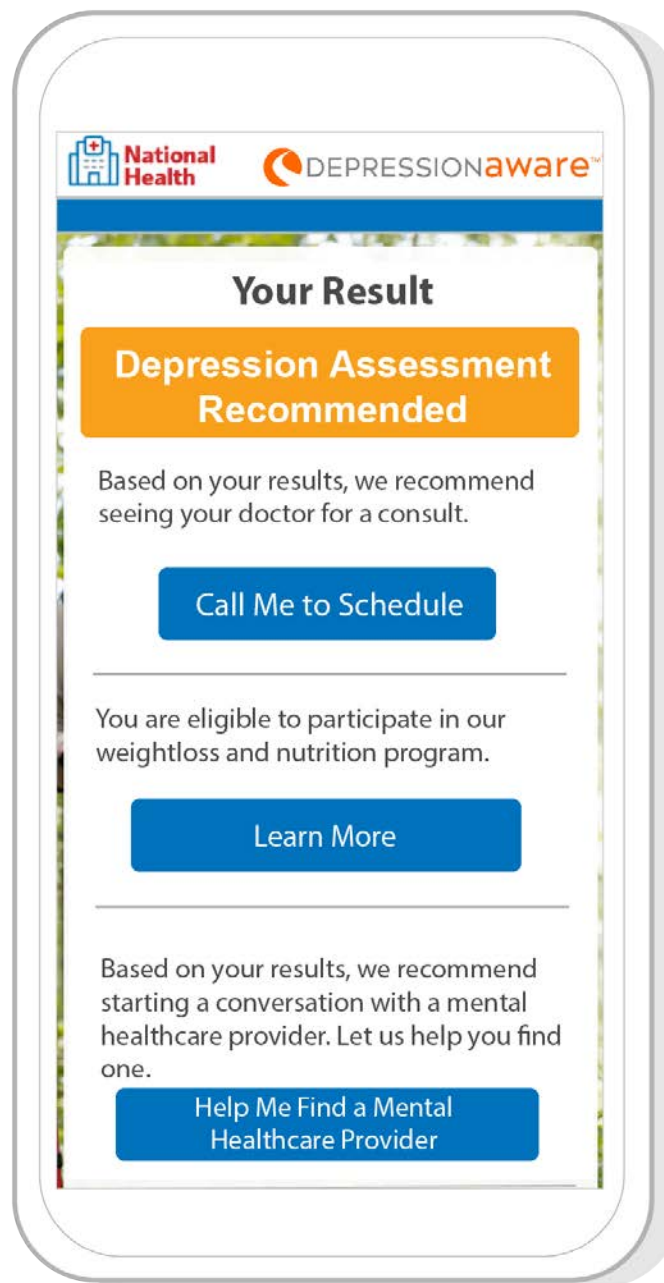 National
Health
DEPRESSIONaware™
Your Result
Depression Assessment
Recommended
Based on your results, we recommend
seeing your doctor for a consult.
Call Me to Schedule
You are eligible to participate in our
weightloss and nutrition program.
Learn More
Based on your results, we recommend
starting a conversation with a mental
healthcare provider. Let us help you find
one.
Help Me Find a Mental
Healthcare Provider